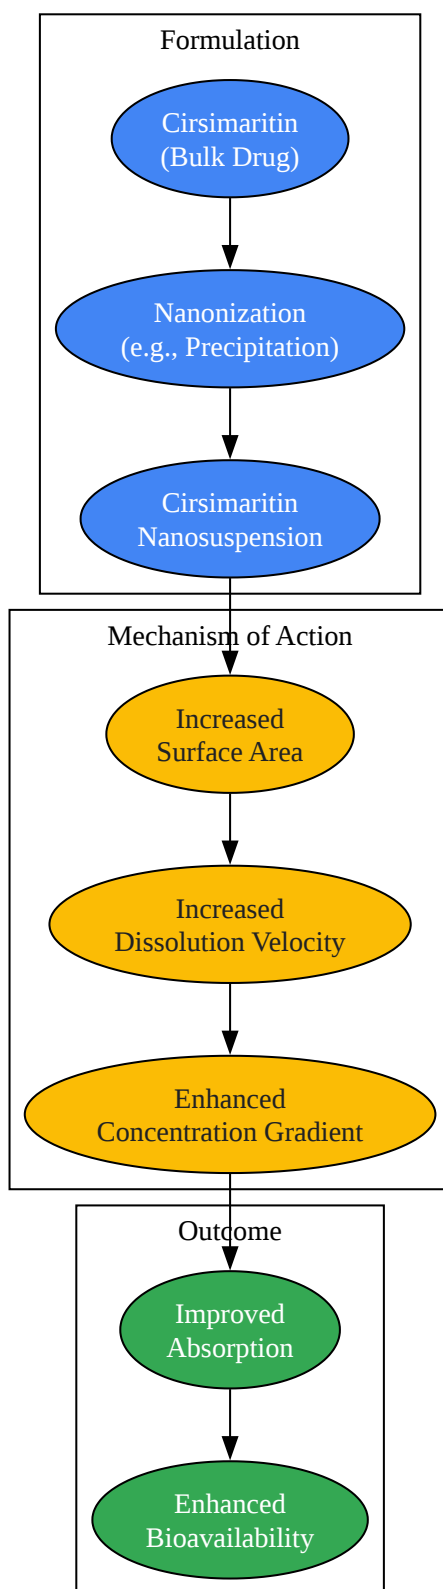 Formulation
Cirsimaritin
(Bulk Drug)
Nanonization
(e.g., Precipitation)
Cirsimaritin
Nanosuspension
Mechanism of Action
Increased
Surface Area
Increased
Dissolution Velocity
Enhanced
Concentration Gradient
Outcome
Improved
Absorption
Enhanced
Bioavailability